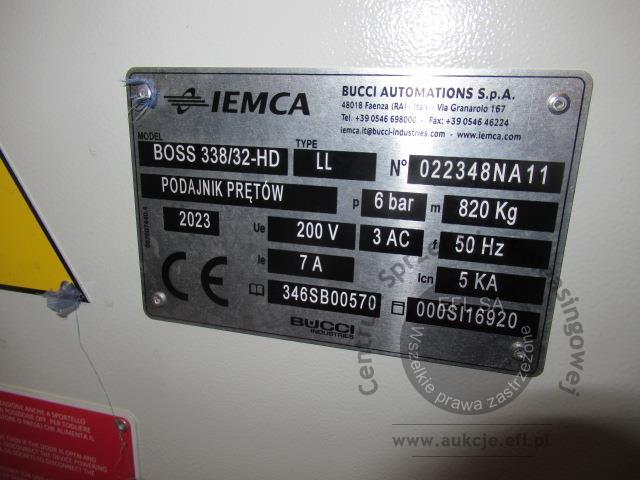 IEMCA
BUCCI AUTOMATIONS S.p.A.
48018 Faenza (RA) - Italy - Via Granarolo 167
Tel. +39 0546 698000 - Fax +39 0546 46224
iemca.it@bucci-industries.com - www.iemca.com
MODEL BOSS 338/32-HD TYPE LL N° 022348NA11
PODAJNIK PRĘTÓW p 6 bar m 820 Kg
2023 Ue 200 V 3 AC f 50 Hz
CE Ie 7 A Icn 5 KA
346SB00570 000SI16920
BUCCI
INDUSTRIES
EFL SA
Wszelkie prawa zastrzeżone
www.aukcje.efl.pl